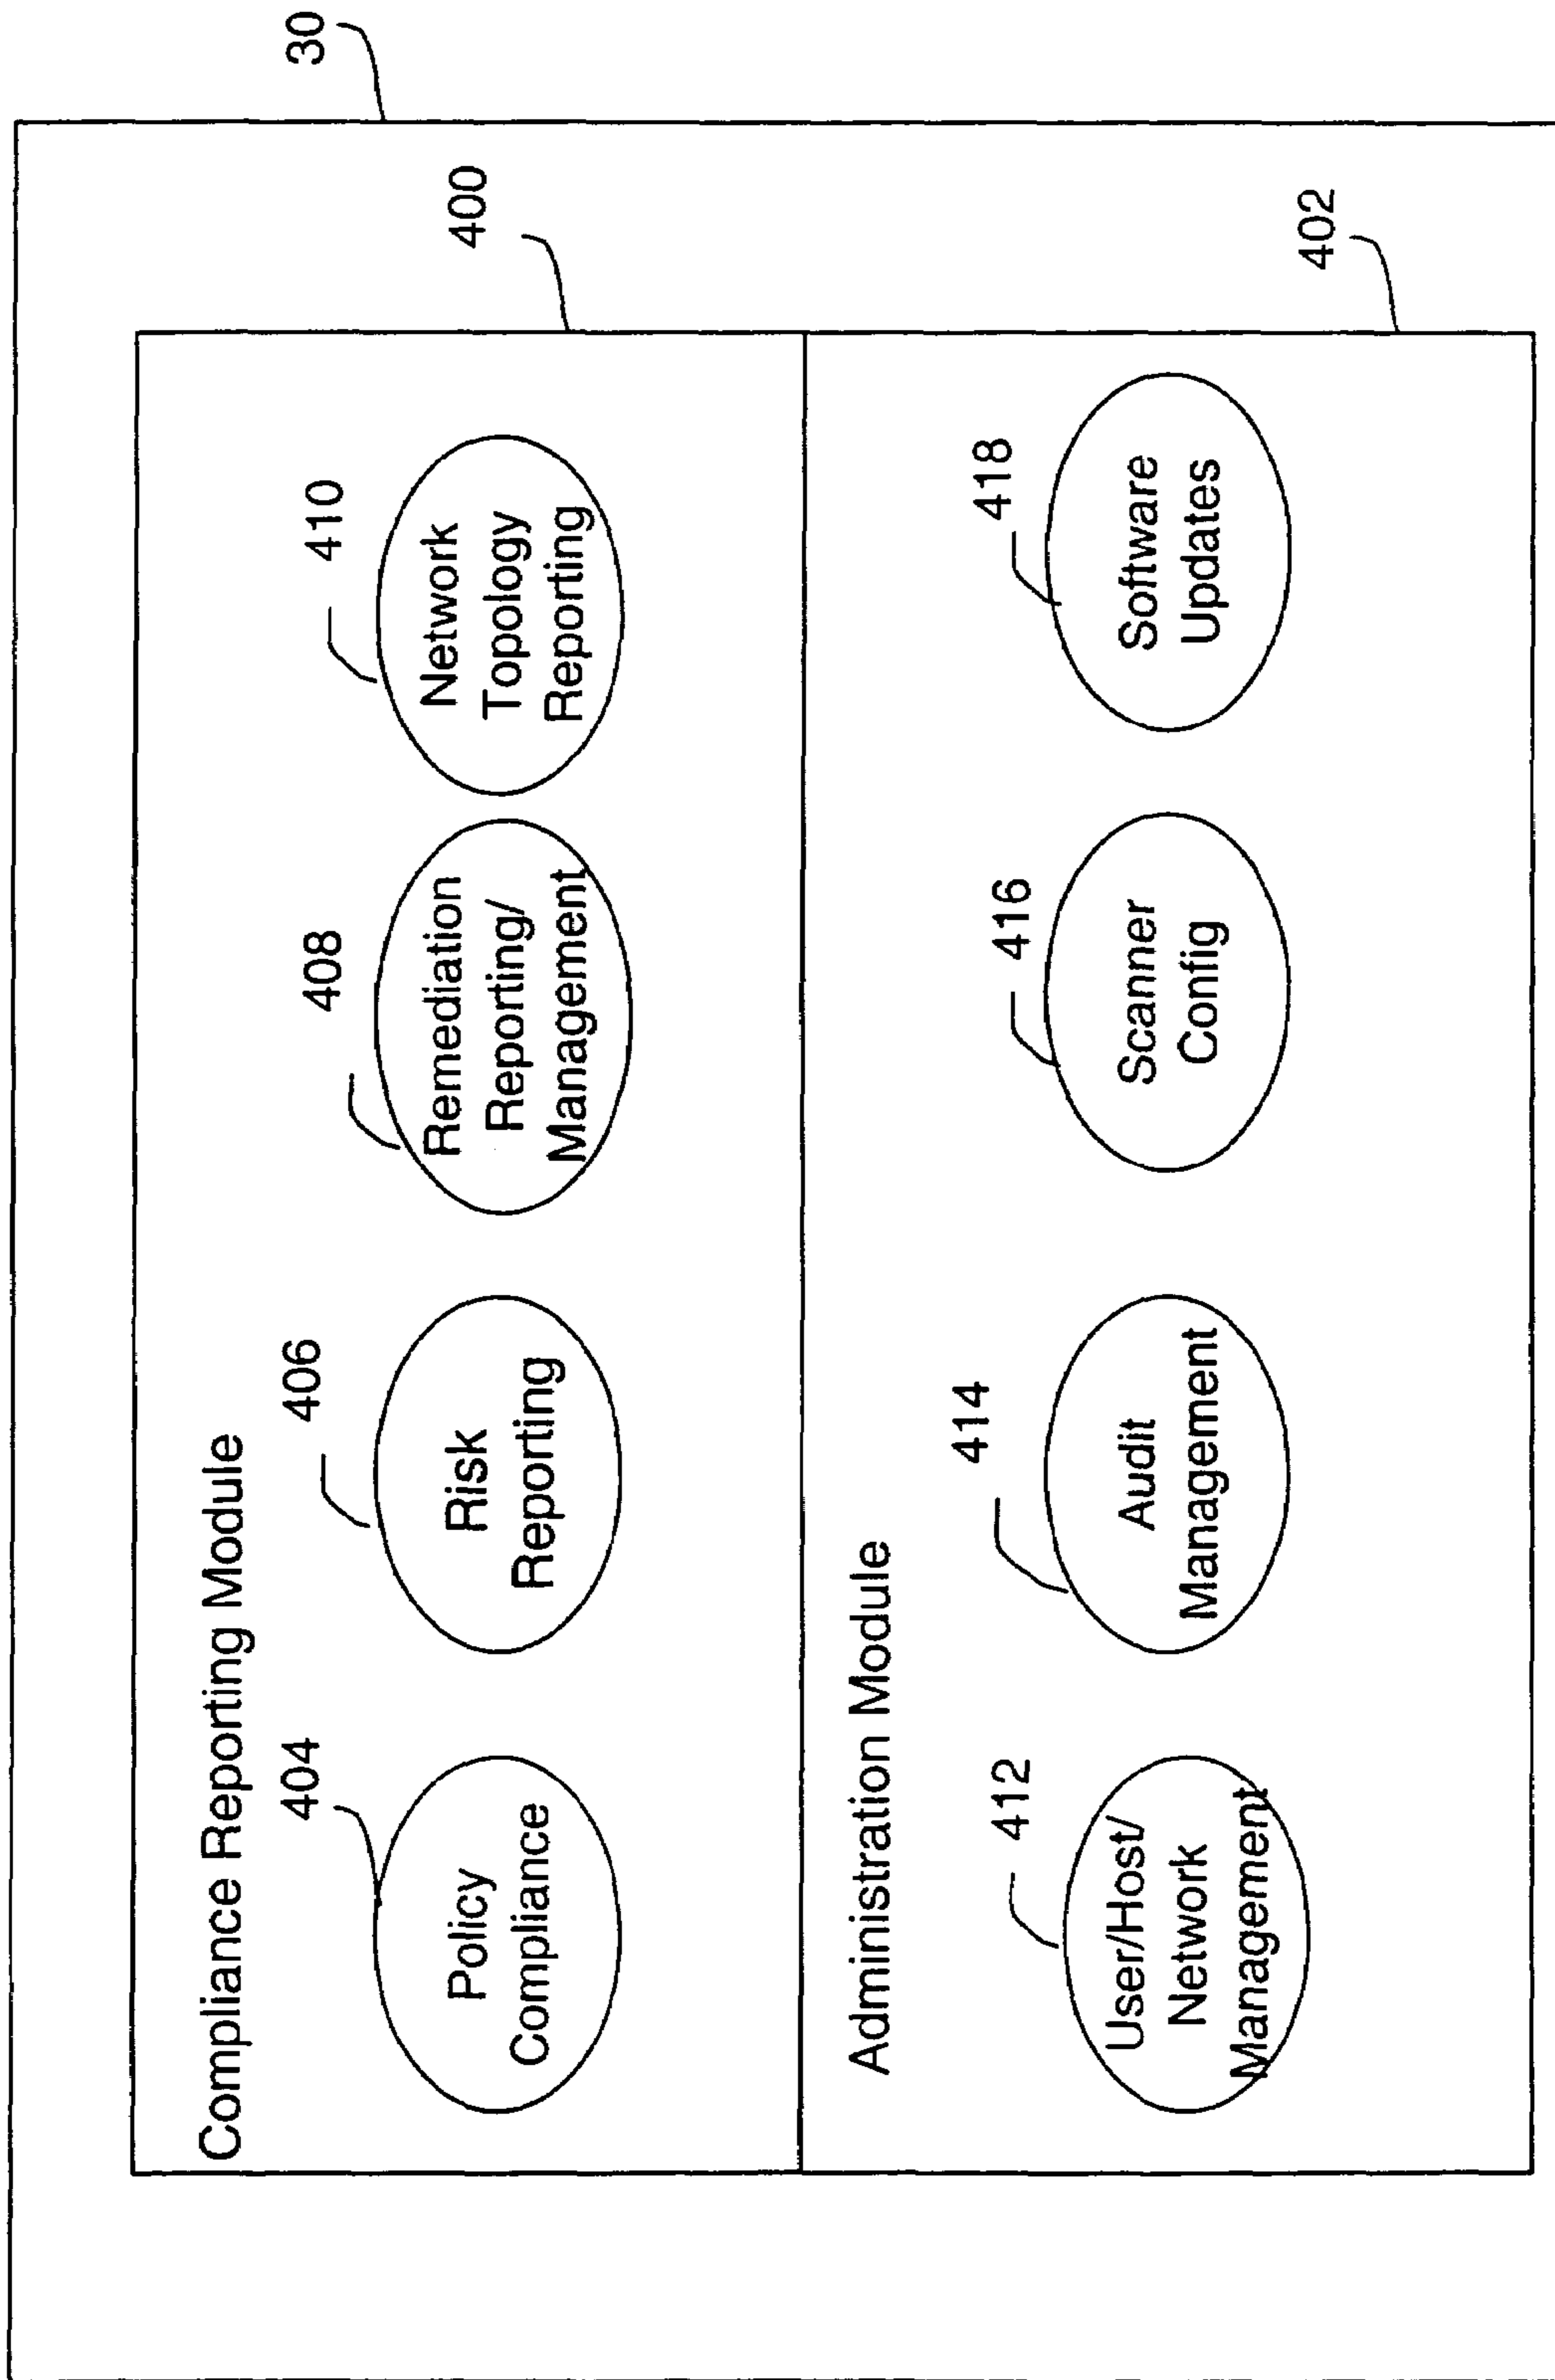 30
400
Compliance Reporting Module
404
Policy
Compliance
406
Risk
Reporting
408
Remediation
Reporting/
Management
410
Network
Topology
Reporting
402
Administration Module
412
User/Host/
Network
Management
414
Audit
Management
416
Scanner
Config
418
Software
Updates